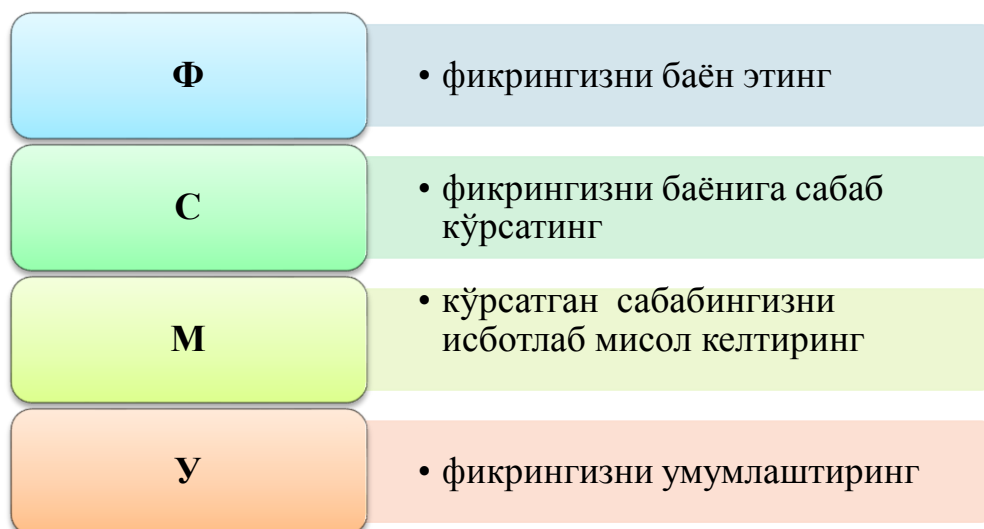 Ф
• фикрингизни баён этинг
С
• фикрингизни баёнига сабаб
кўрсатинг
М
• кўрсатган сабабингизни
исботлаб мисол келтиринг
У
• фикрингизни умумлаштиринг